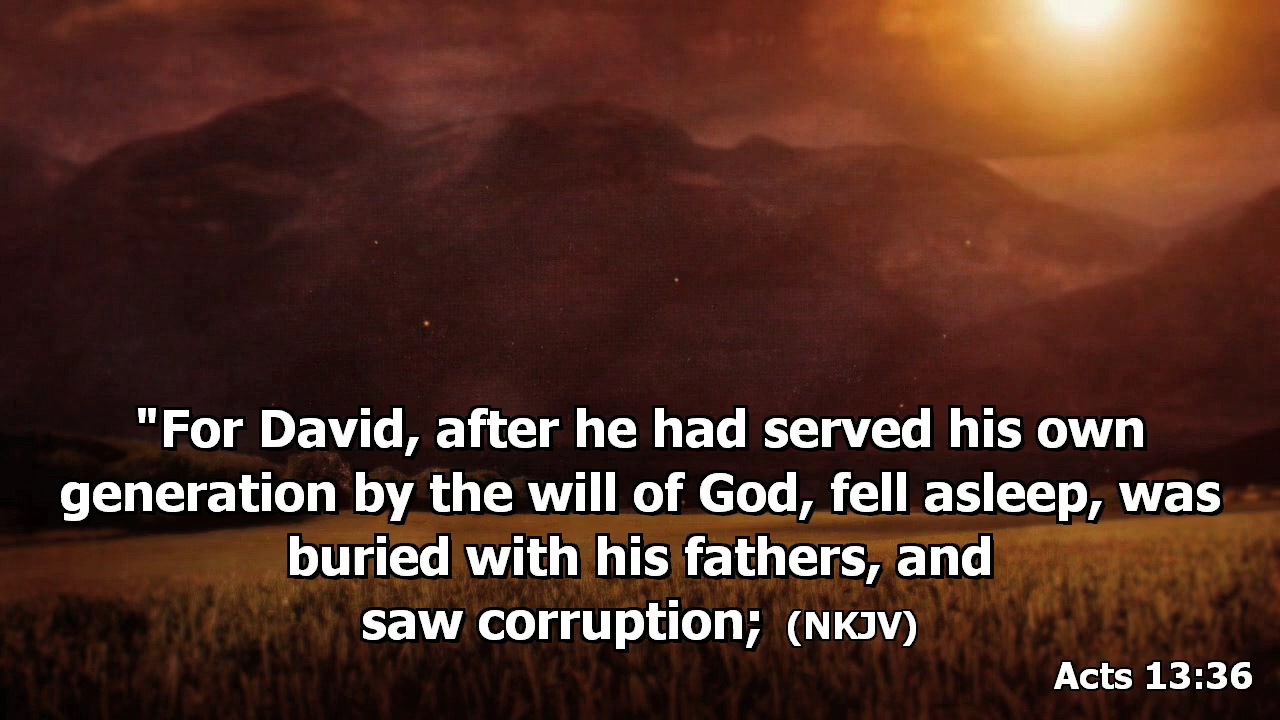 "For David, after he had served his own
generation by the will of God, fell asleep, was
buried with his fathers, and
saw corruption; (NKJV)
Acts 13:36